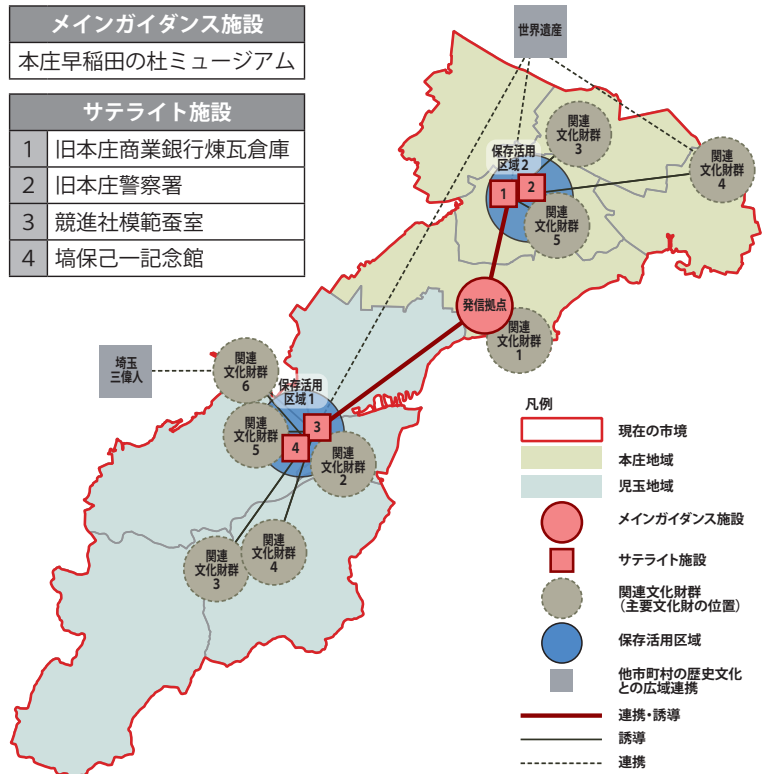 メインガイダンス施設
本庄早稲田の杜ミュージアム
サテライト施設
1 旧本庄商業銀行煉瓦倉庫
2 旧本庄警察署
3 競進社模範蚕室
4 塙保己一記念館
世界遺産
関連
文化財群
3
保存活用
区域2
関連
文化財群
4
1
2
関連
文化財群
5
発信拠点
関連
文化財群
1
埼玉
三偉人
関連
文化財群
6
保存活用
区域1
3
関連
文化財群
5
4
関連
文化財群
2
関連
文化財群
4
関連
文化財群
3
凡例
現在の市境
本庄地域
児玉地域
メインガイダンス施設
サテライト施設
関連文化財群
(主要文化財の位置)
保存活用区域
他市町村の歴史文化
との広域連携
連携・誘導
誘導
連携